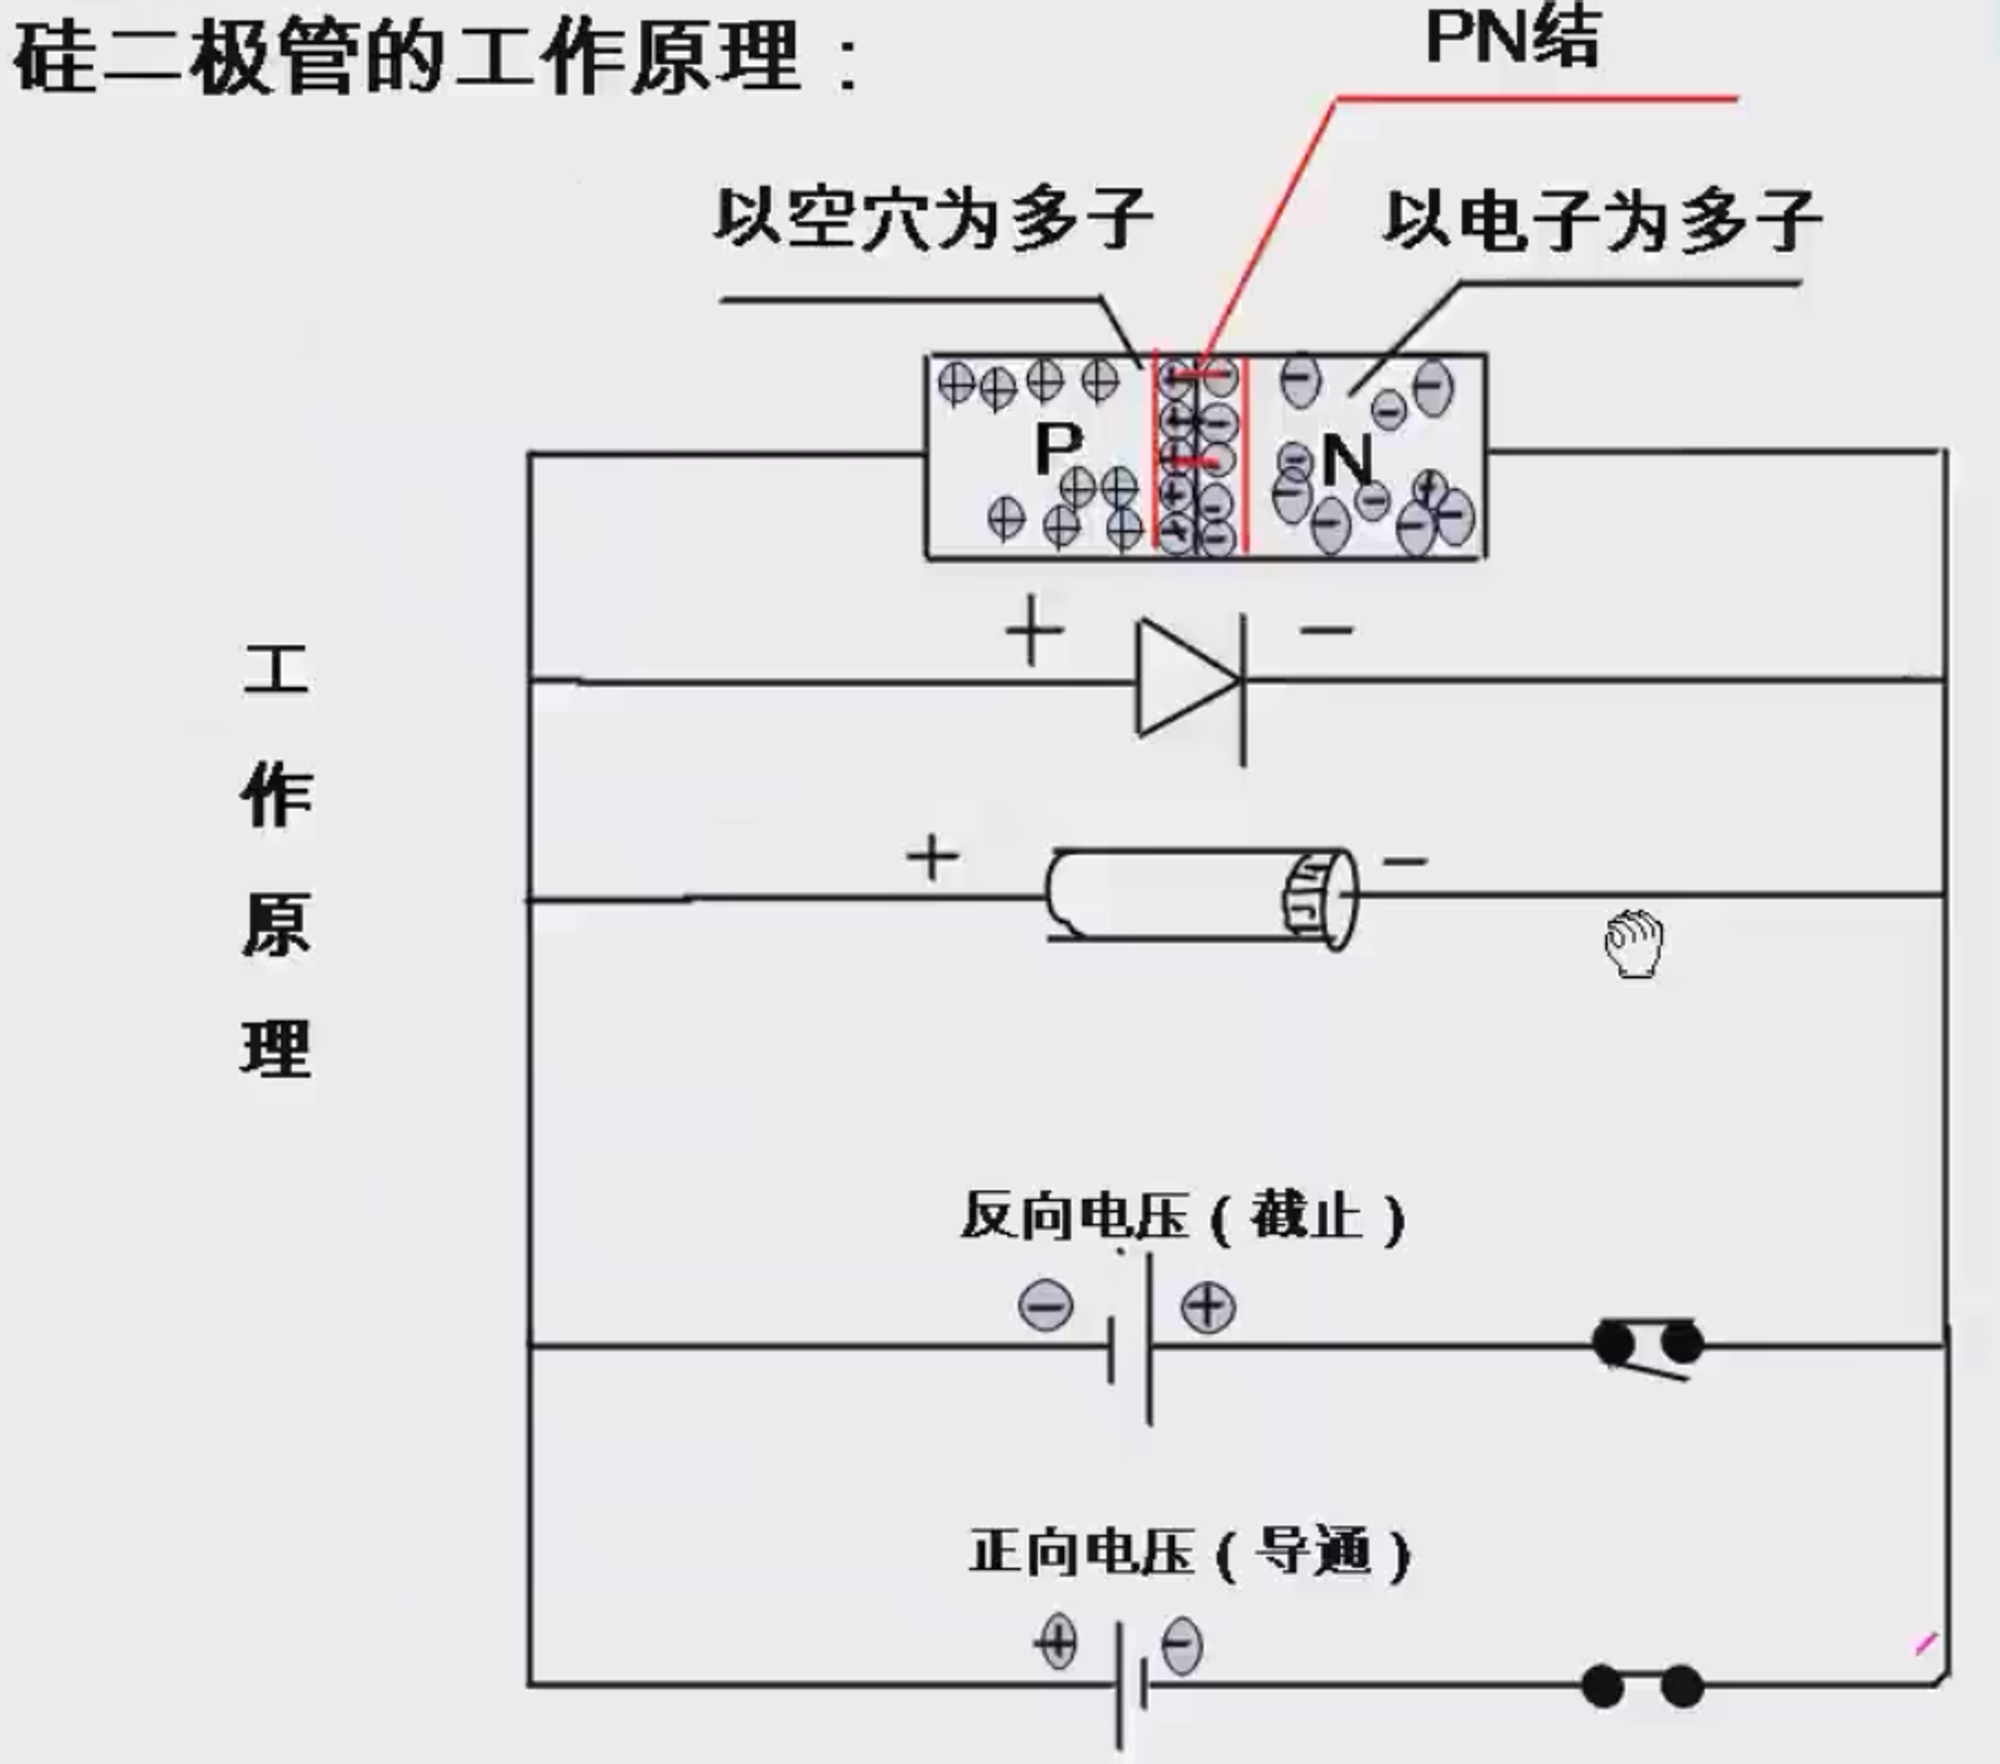 硅二极管的工作原理：
PN结
以空穴为多子
以电子为多子
P
N
+
−
工作原理
+
−
反向电压（截止）
− +
正向电压（导通）
+ −